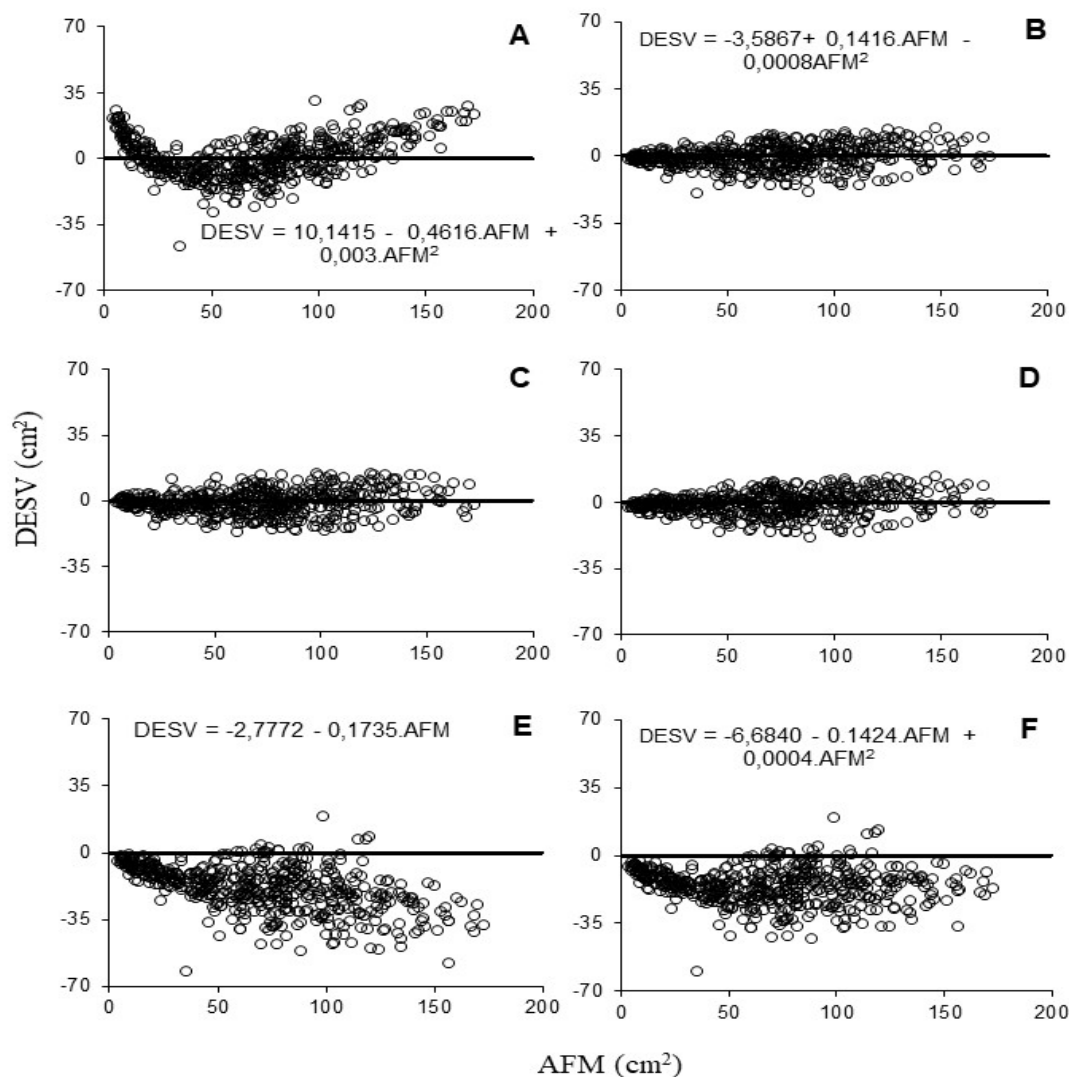 70
35
0
-35
-70
A
DESV = 10,1415 - 0,4616.AFM +
0,003.AFM²
0 50 100 150 200
70
35
0
-35
-70
DESV = -3,5867+ 0,1416.AFM -
0,0008AFM²
B
0 50 100 150 200
DESV (cm²)
70
35
0
-35
-70
C
0 50 100 150 200
70
35
0
-35
-70
D
0 50 100 150 200
70
35
0
-35
-70
DESV = -2,7772 - 0,1735.AFM
E
0 50 100 150 200
70
35
0
-35
-70
DESV = -6,6840 - 0.1424.AFM +
0,0004.AFM²
F
0 50 100 150 200
AFM (cm²)